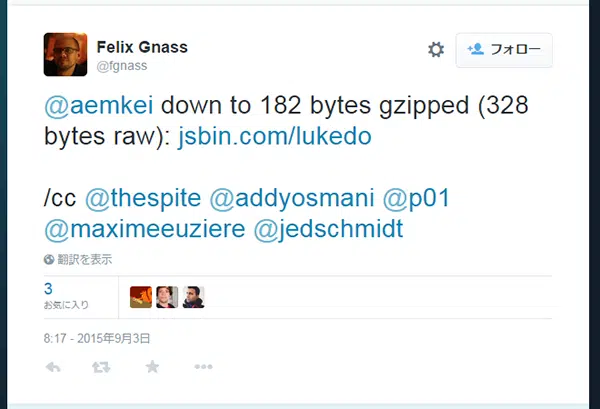 Felix Gnass
@fgnass
フォロー
@aemkei down to 182 bytes gzipped (328
bytes raw): jsbin.com/lukedo
/cc @thespite @addyosmani @p01
@maximeeuziere @jedschmidt
翻訳を表示
3
お気に入り
8:17 - 2015年9月3日